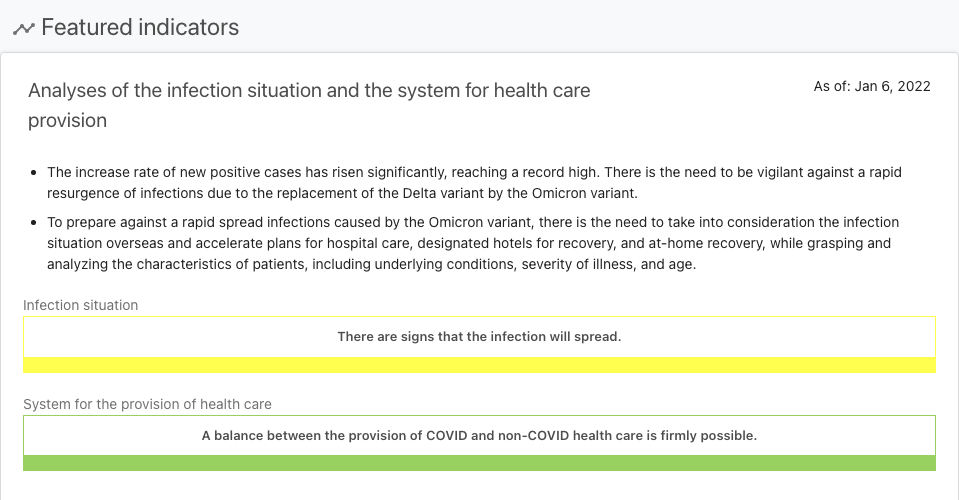 Featured indicators
Analyses of the infection situation and the system for health care
provision
As of: Jan 6, 2022
• The increase rate of new positive cases has risen significantly, reaching a record high. There is the need to be vigilant against a rapid
resurgence of infections due to the replacement of the Delta variant by the Omicron variant.
• To prepare against a rapid spread infections caused by the Omicron variant, there is the need to take into consideration the infection
situation overseas and accelerate plans for hospital care, designated hotels for recovery, and at-home recovery, while grasping and
analyzing the characteristics of patients, including underlying conditions, severity of illness, and age.
Infection situation
There are signs that the infection will spread.
System for the provision of health care
A balance between the provision of COVID and non-COVID health care is firmly possible.